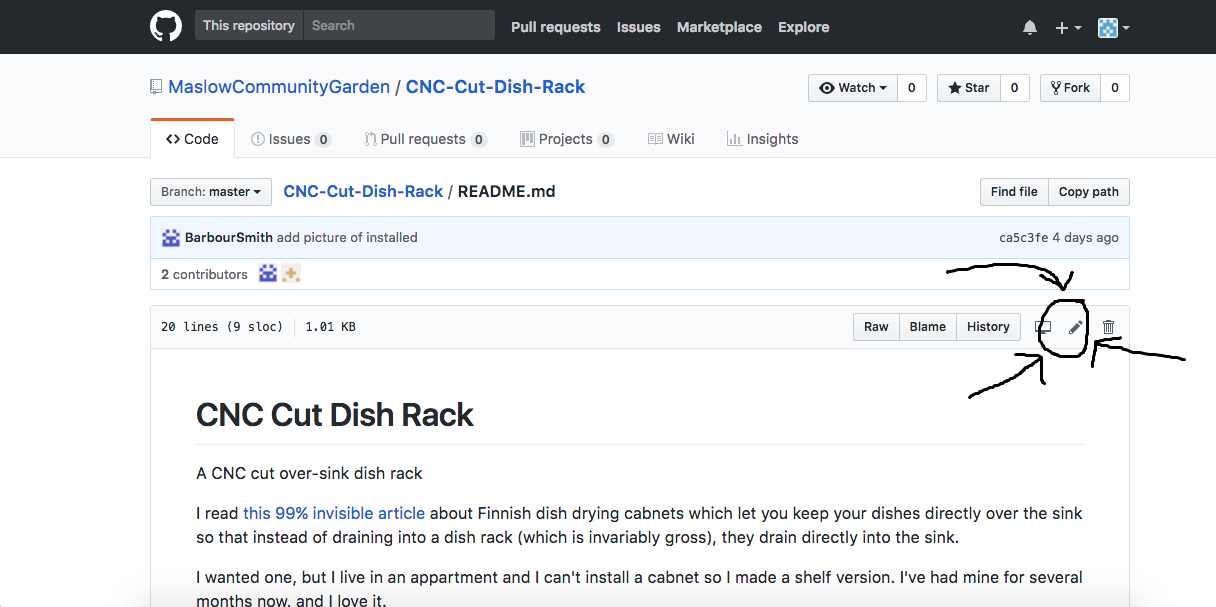 This repository Search Pull requests Issues Marketplace Explore
MaslowCommunityGarden / CNC-Cut-Dish-Rack Watch 0 Star 0 Fork 0
Code Issues 0 Pull requests 0 Projects 0 Wiki Insights
Branch: master CNC-Cut-Dish-Rack / README.md Find file Copy path
BarbourSmith add picture of installed ca5c3fe 4 days ago
2 contributors
20 lines (9 sloc) 1.01 KB Raw Blame History
CNC Cut Dish Rack
A CNC cut over-sink dish rack
I read this 99% invisible article about Finnish dish drying cabnets which let you keep your dishes directly over the sink
so that instead of draining into a dish rack (which is invariably gross), they drain directly into the sink.
I wanted one, but I live in an appartment and I can't install a cabnet so I made a shelf version. I've had mine for several
months now, and I love it.